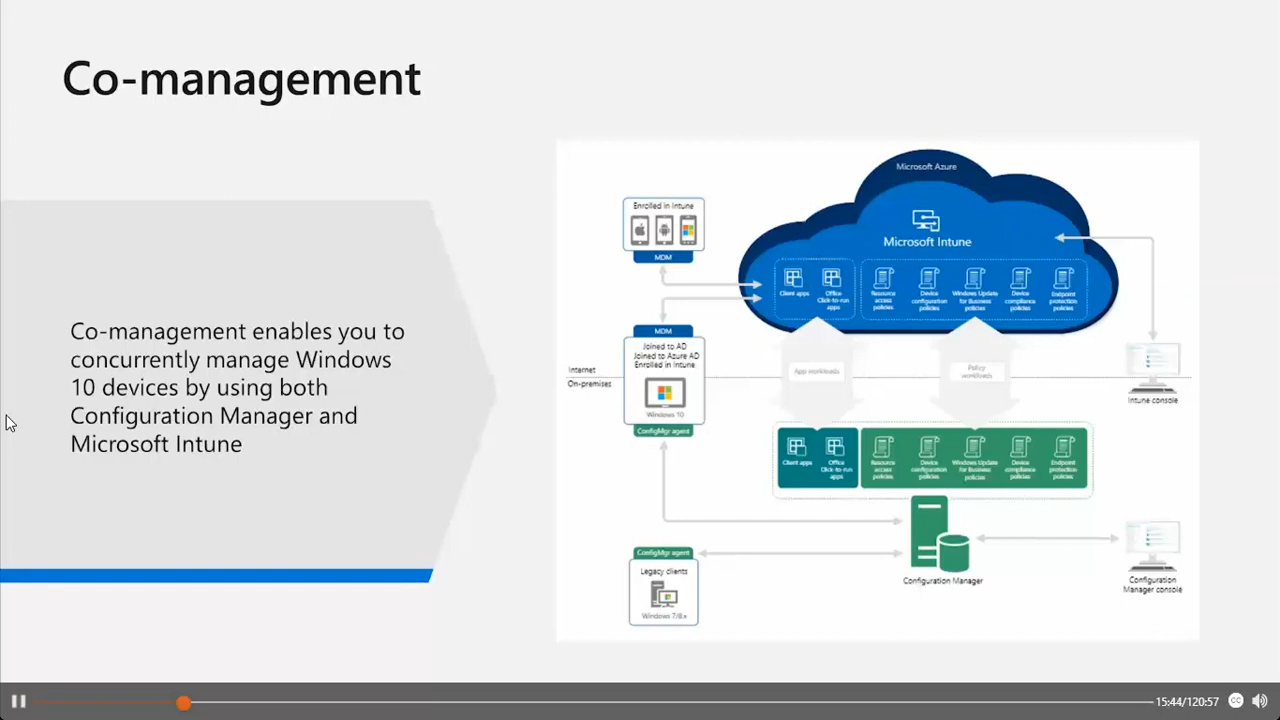 Co-management
Co-management enables you to
concurrently manage Windows
10 devices by using both
Configuration Manager and
Microsoft Intune
Microsoft Azure
Microsoft Intune
Client apps
Office
Click-to-run
apps
Resource
access
policies
Device
configuration
policies
Windows Update
for Business
policies
Device
compliance
policies
Endpoint
protection
policies
Enrolled in Intune
MDM
MDM
Joined to AD
Joined to Azure AD
Enrolled in Intune
Windows 10
ConfigMgr agent
Internet
On-premises
App workloads
Policy
workloads
Intune console
Client apps
Office
Click-to-run
apps
Resource
access
policies
Device
configuration
policies
Windows Update
for Business
policies
Device
compliance
policies
Endpoint
protection
policies
Configuration Manager
ConfigMgr agent
Legacy clients
Windows 7/8.x
Configuration
Manager console
15:44/120:57
CC